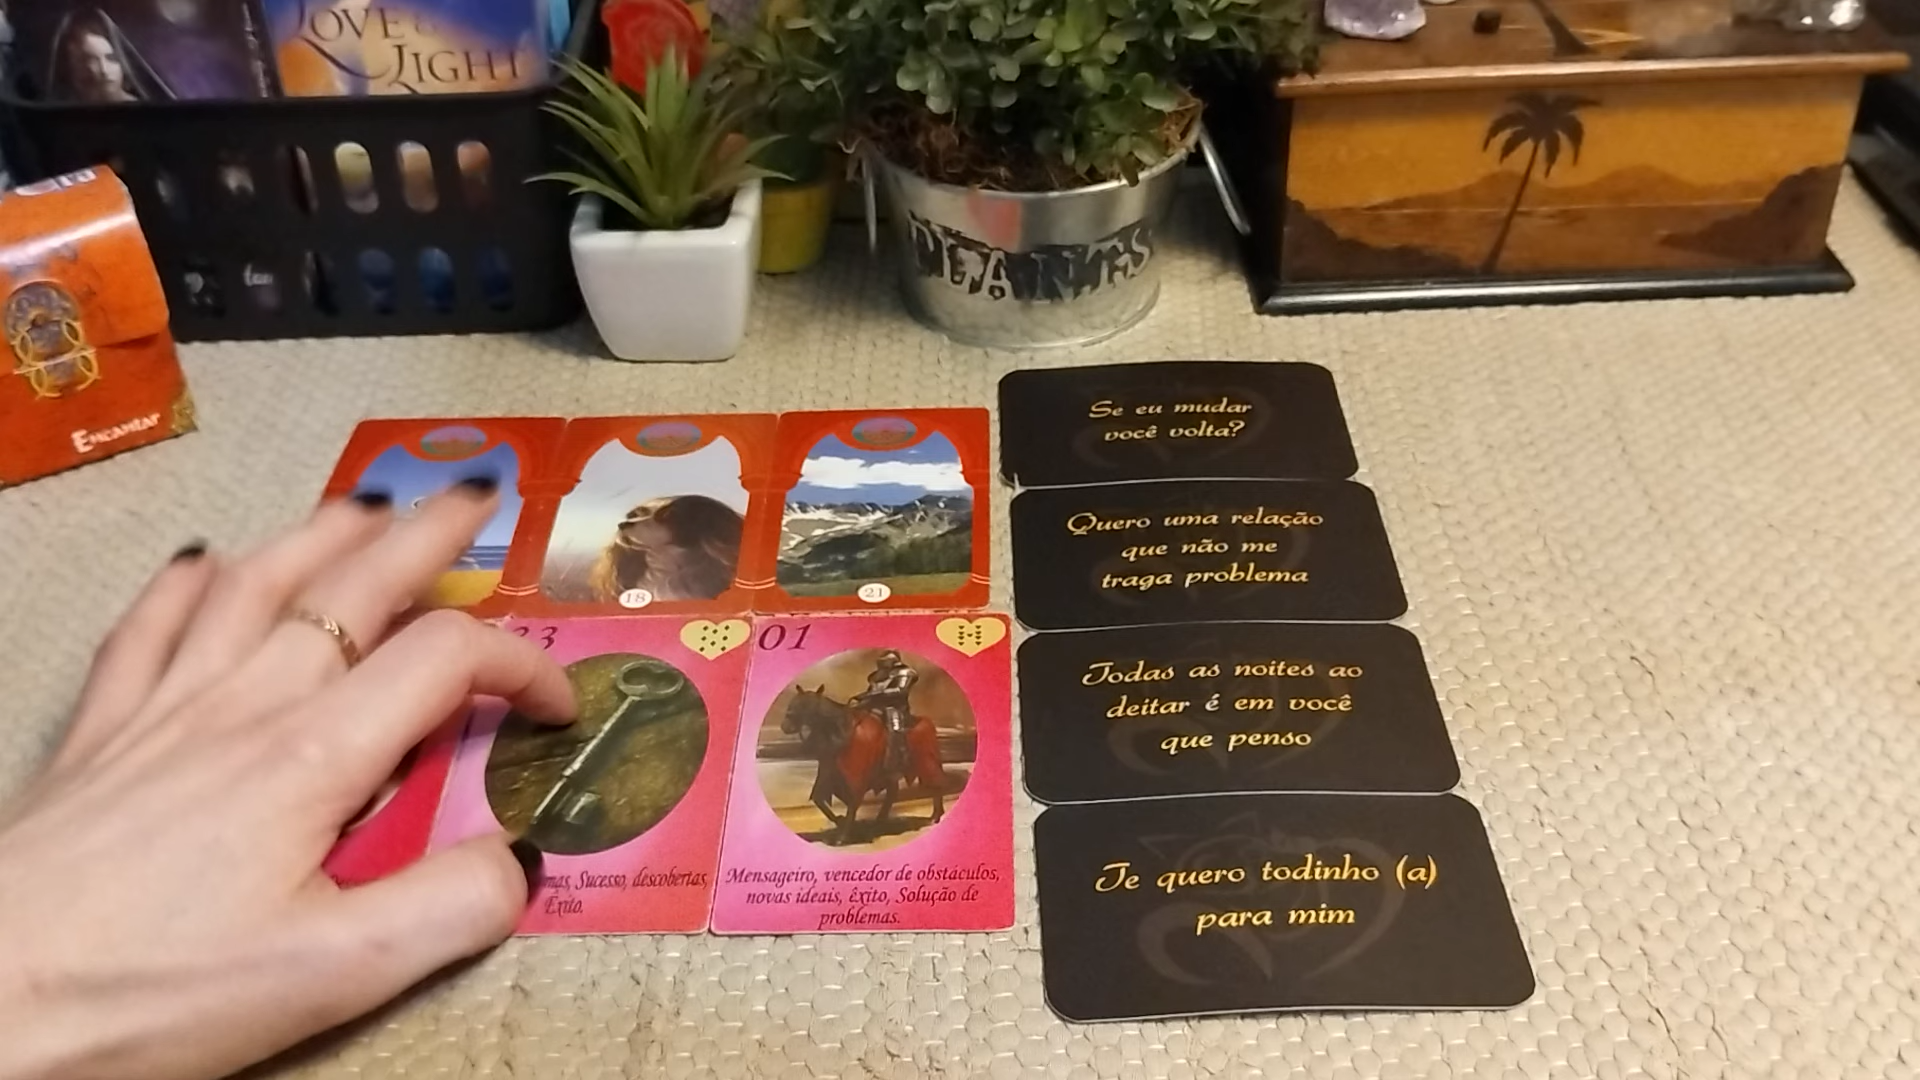 LOVE &
LIGHT
Encantar
PLANTES
18
21
33
01
Sucesso, descobertas,
Êxito.
Mensageiro, vencedor de obstáculos,
novas ideais, êxito, Solução de
problemas.
Se eu mudar
você volta?
Quero uma relação
que não me
traga problema
Todas as noites ao
deitar é em você
que penso
Te quero todinho (a)
para mim